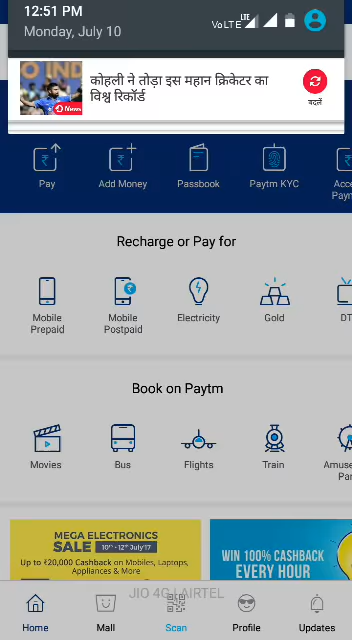 12:51 PM
VoLTE LTE
Monday, July 10
कोहली ने तोड़ा इस महान क्रिकेटर का
विश्व रिकॉर्ड
News
बदलें
Pay
Add Money
Passbook
Paytm KYC
Recharge or Pay for
Mobile
Prepaid
Mobile
Postpaid
Electricity
Gold
Book on Paytm
Movies
Bus
Flights
Train
MEGA ELECTRONICS
SALE 10th - 12th July'17
Up to ₹20,000 Cashback on Mobiles, Laptops,
Appliances & More
WIN 100% CASHBACK
EVERY HOUR
JIO 4G | AIRTEL
Home
Mall
Scan
Profile
Updates